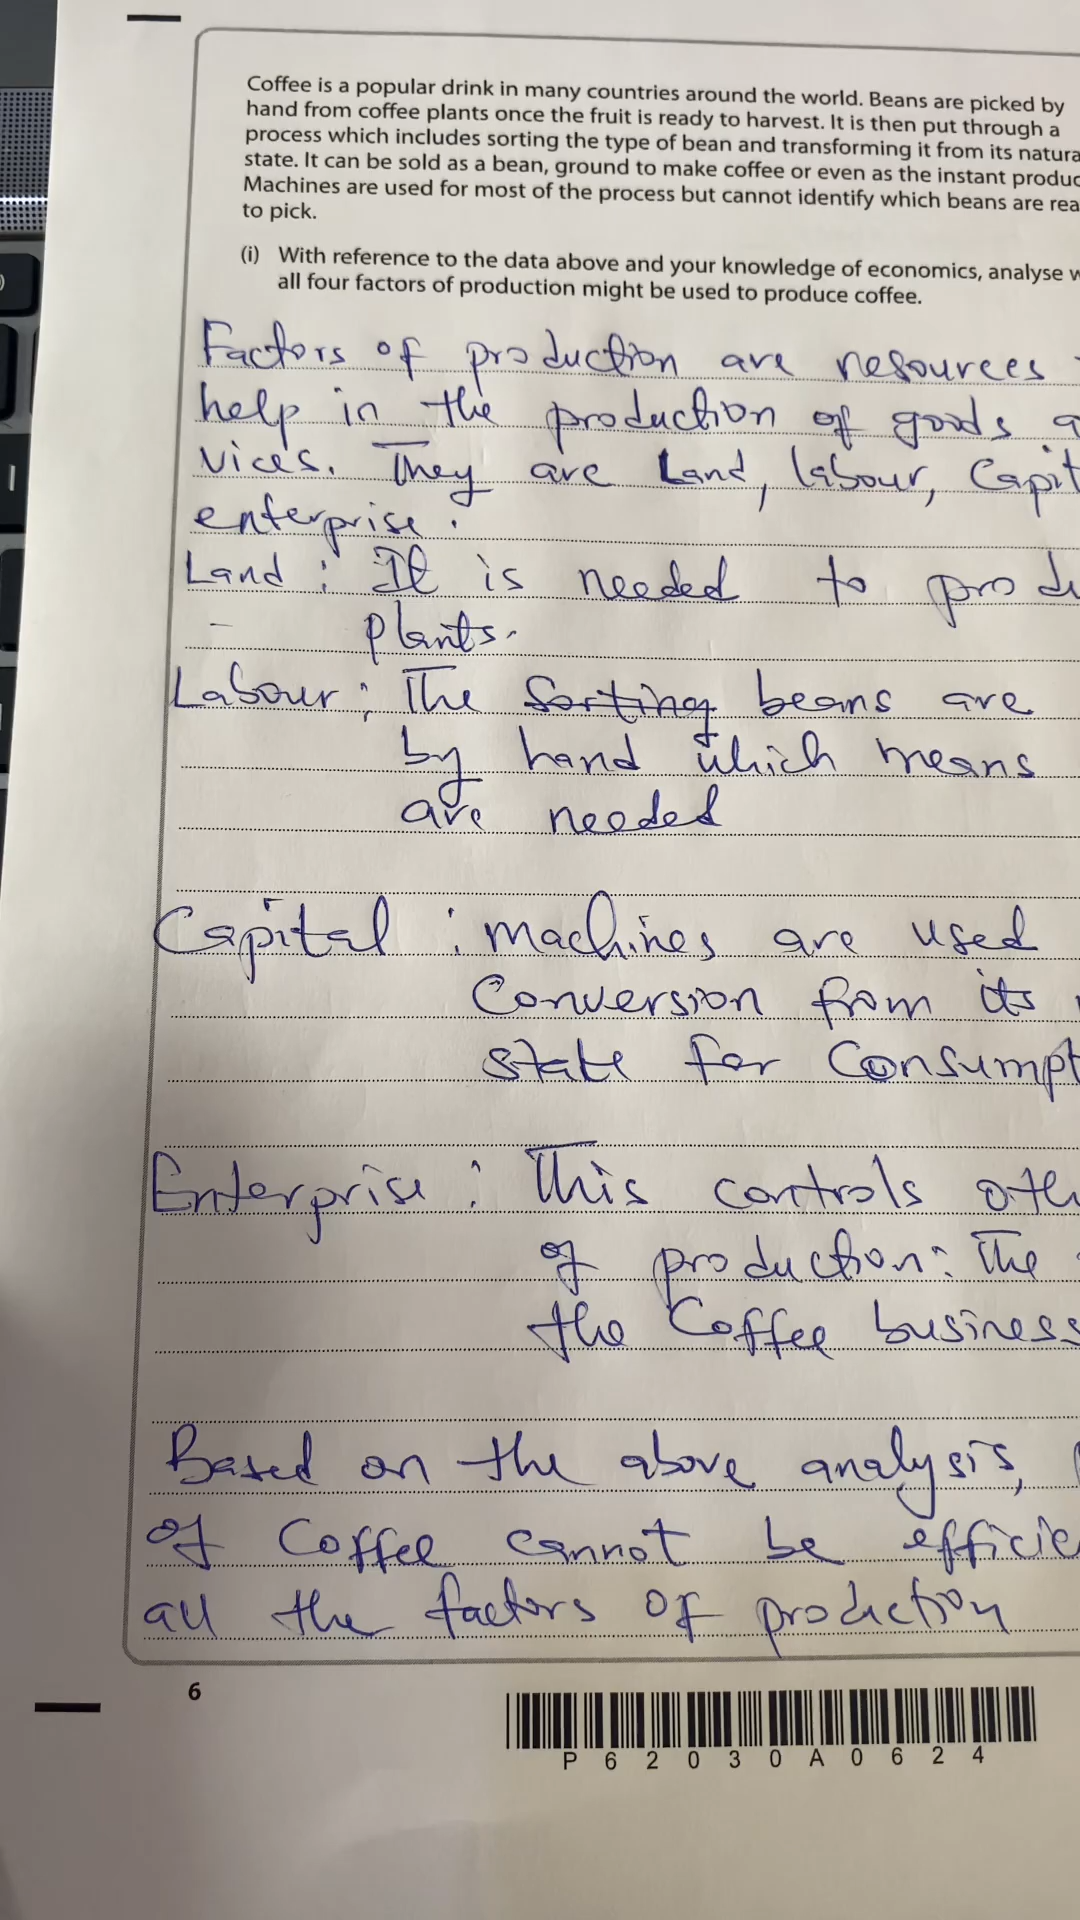 Coffee is a popular drink in many countries around the world. Beans are picked by
hand from coffee plants once the fruit is ready to harvest. It is then put through a
process which includes sorting the type of bean and transforming it from its natura
state. It can be sold as a bean, ground to make coffee or even as the instant produc
Machines are used for most of the process but cannot identify which beans are rea
to pick.
(i) With reference to the data above and your knowledge of economics, analyse w
all four factors of production might be used to produce coffee.
Factors of production are resources
help in the production of goods a
vices. They are Land, labour, Capit
enterprise.
Land : It is needed to produ
plants.
Labour : The Sorting beans are
by hand which means
are needed
Capital : machines are used
Conversion from its
state for Consumpt
Enterprise : This controls oth
of production. The
the Coffee business
Based on the above analysis,
of Coffee cannot be efficie
all the factors of production
6
P 6 2 0 3 0 A 0 6 2 4